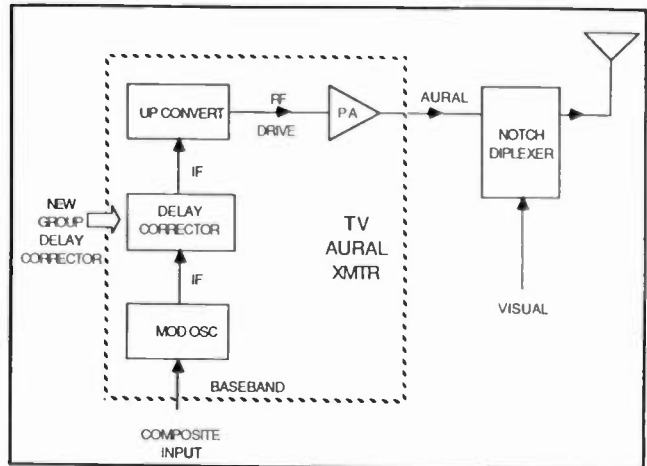 UP CONVERT
RF
DRIVE
PA
AURAL
NOTCH
DIPLEXER
IF
NEW
GROUP
DELAY
CORRECTOR
DELAY
CORRECTOR
TV
AURAL
XMTR
IF
VISUAL
MOD OSC
BASEBAND
COMPOSITE
INPUT